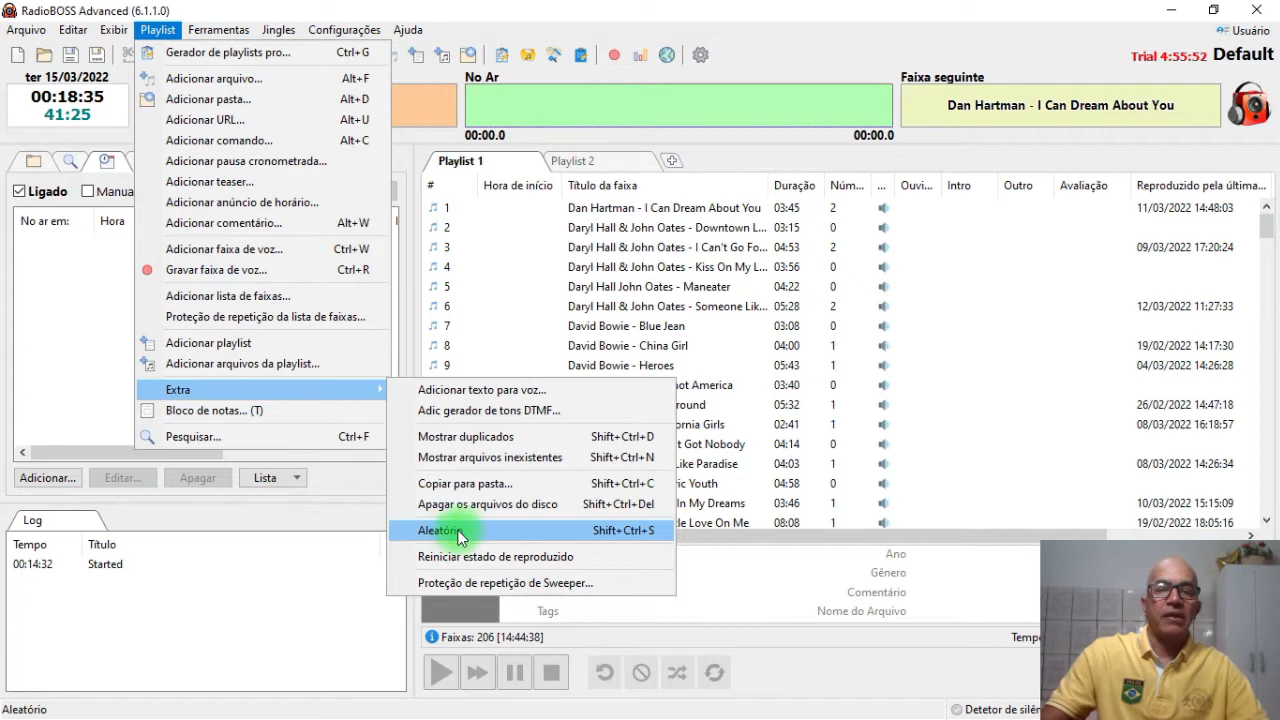 RadioBOSS Advanced (6.1.1.0)
Arquivo Editar Exibir Playlist Ferramentas Jingles Configurações Ajuda
Usuário
Trial 4:55:52 Default
ter 15/03/2022
00:18:35
41:25
No Ar
00:00.0 00:00.0
Faixa seguinte
Dan Hartman - I Can Dream About You
Gerador de playlists pro... Ctrl+G
Adicionar arquivo... Alt+F
Adicionar pasta... Alt+D
Adicionar URL... Alt+U
Adicionar comando... Alt+C
Adicionar pausa cronometrada...
Adicionar teaser...
Adicionar anúncio de horário...
Adicionar comentário... Alt+W
Adicionar faixa de voz... Ctrl+W
Gravar faixa de voz... Ctrl+R
Adicionar lista de faixas...
Proteção de repetição da lista de faixas...
Adicionar playlist
Adicionar arquivos da playlist...
Extra
Bloco de notas... (T)
Pesquisar... Ctrl+F
Adicionar texto para voz...
Adic gerador de tons DTMF...
Mostrar duplicados Shift+Ctrl+D
Mostrar arquivos inexistentes Shift+Ctrl+N
Copiar para pasta... Shift+Ctrl+C
Apagar os arquivos do disco Shift+Ctrl+Del
Aleatório Shift+Ctrl+S
Reiniciar estado de reproduzido
Proteção de repetição de Sweeper...
Ligado Manua
No ar em: Hora
Adicionar... Editar... Apagar Lista
Log
Tempo Título
00:14:32 Started
Playlist 1 Playlist 2
# Hora de início Título da faixa Duração Núm... ... Ouvi... Intro Outro Avaliação Reproduzido pela última...
1 Dan Hartman - I Can Dream About You 03:45 2 11/03/2022 14:48:03
2 Daryl Hall & John Oates - Downtown L... 03:15 0
3 Daryl Hall & John Oates - I Can't Go Fo... 04:53 2 09/03/2022 17:20:24
4 Daryl Hall & John Oates - Kiss On My L... 03:56 0
5 Daryl Hall John Oates - Maneater 04:22 0
6 Daryl Hall & John Oates - Someone Lik... 05:28 2 12/03/2022 11:27:33
7 David Bowie - Blue Jean 03:08 0
8 David Bowie - China Girl 04:00 1 08/02/2022 14:17:30
9 David Bowie - Heroes 05:43 1 04/02/2022 14:28:26
not America 03:40 0
ound 05:32 1 26/02/2022 14:47:18
ornia Girls 02:41 1 08/03/2022 16:18:57
't Got Nobody 04:14 0
Like Paradise 04:03 1 08/02/2022 14:26:34
ric Youth 04:58 0
In My Dreams 03:46 1 10/03/2022 15:15:09
tle Love On Me 08:08 1 19/02/2022 18:05:16
Ano
Gênero
Comentário
Tags Nome do Arquivo
Faixas: 206 [14:44:38] Tempo
Aleatório Detetor de silên